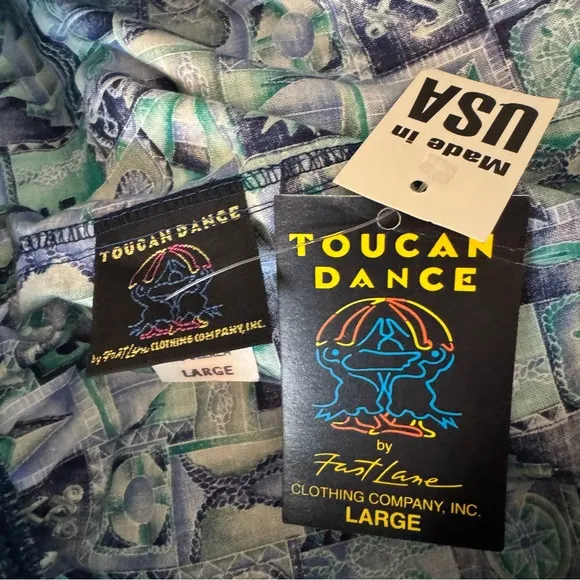 Made in
USA
TOUCAN DANCE
by Fast Lane CLOTHING COMPANY, INC.
LARGE
TOUCAN
DANCE
by
Fast Lane
CLOTHING COMPANY, INC.
LARGE